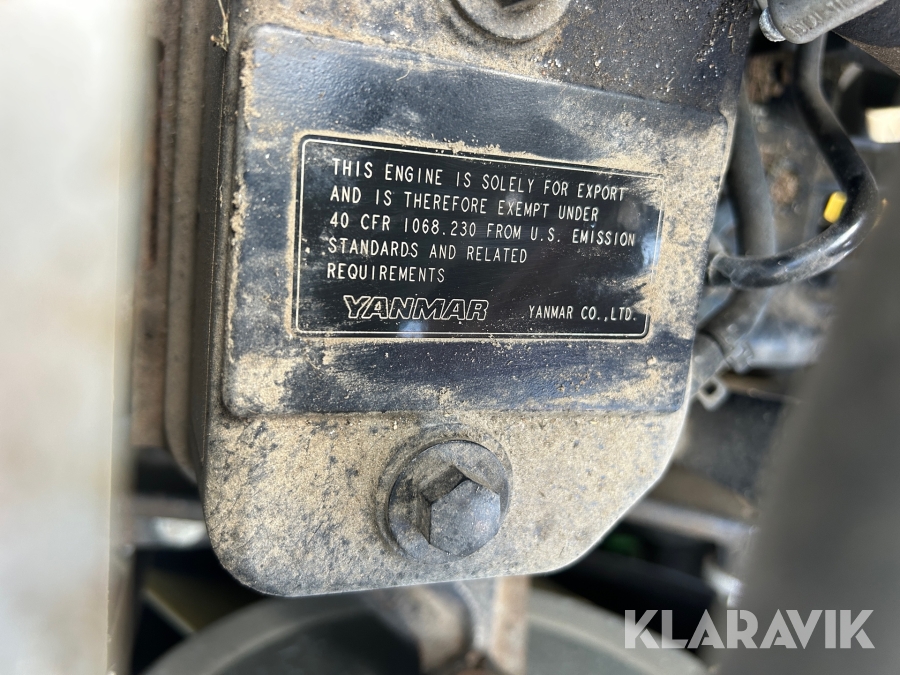 THIS ENGINE IS SOLELY FOR EXPORT
AND IS THEREFORE EXEMPT UNDER
40 CFR 1068.230 FROM U.S. EMISSION
STANDARDS AND RELATED
REQUIREMENTS
YANMAR YANMAR CO.,LTD.
KLARAVIK